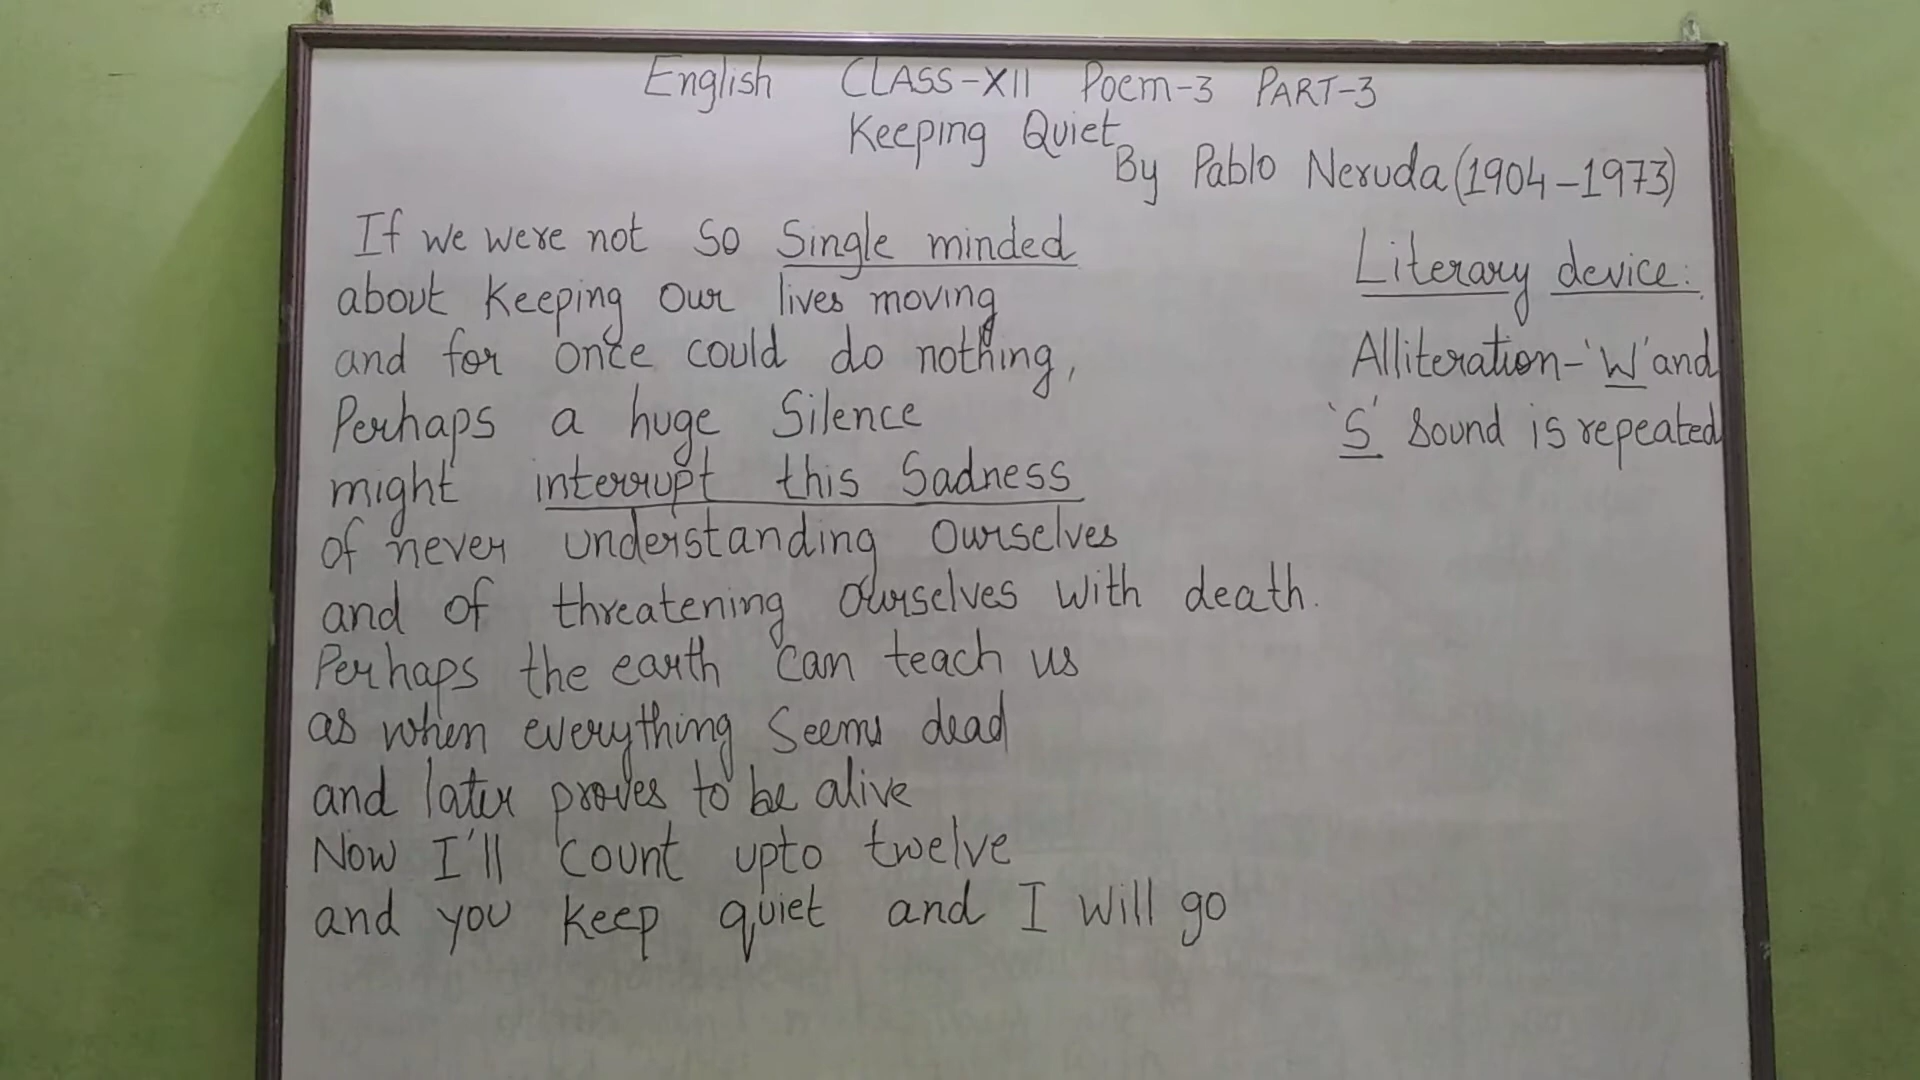 English CLASS-XII Poem-3 PART-3
Keeping Quiet
By Pablo Neruda (1904-1973)
If we were not so Single minded
about keeping our lives moving
and for once could do nothing,
Perhaps a huge Silence
might interrupt this Sadness
of never understanding ourselves
and of threatening ourselves with death.
Perhaps the earth can teach us
as when everything Seems dead
and later proves to be alive
Now I'll count upto twelve
and you keep quiet and I will go
Literary device:
Alliteration-'W' and
'S' Sound is repeated